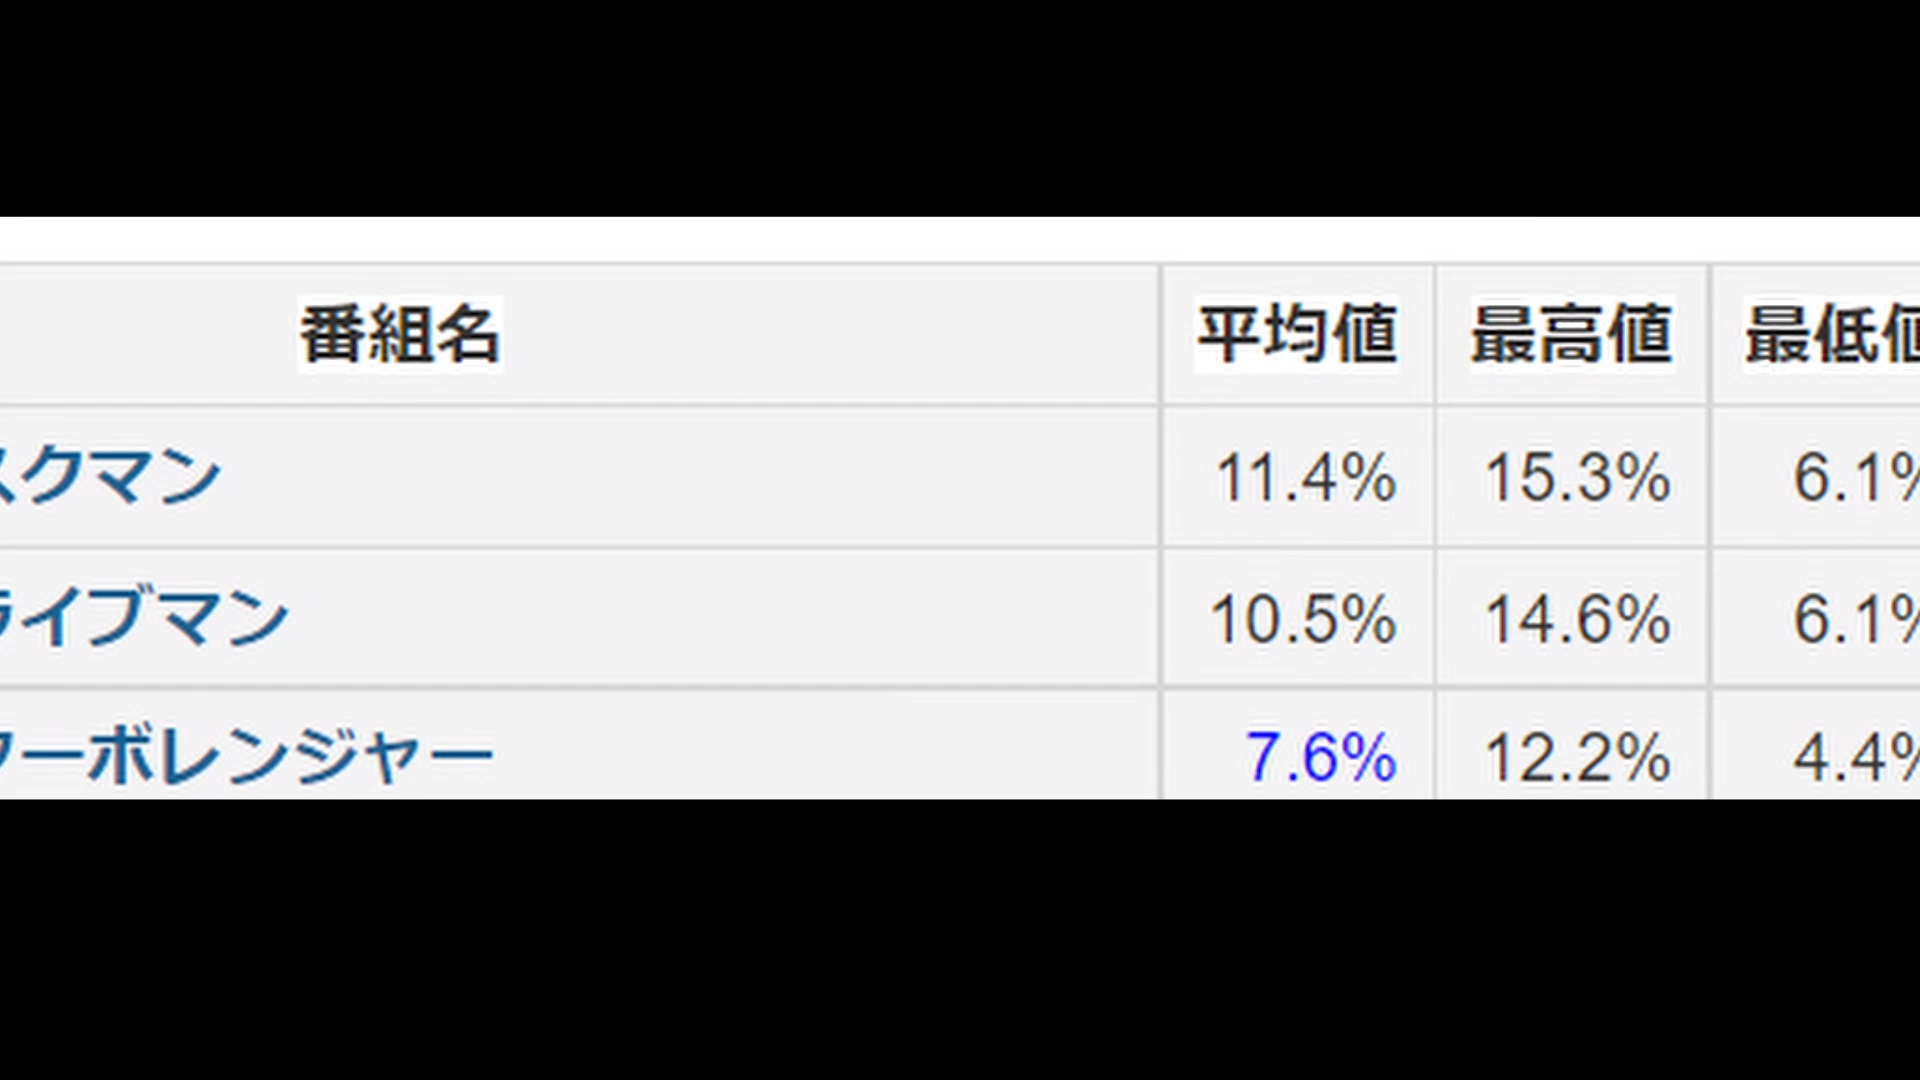 番組名 平均値 最高値 最低値
スクマン 11.4% 15.3% 6.1%
ライブマン 10.5% 14.6% 6.1%
ターボレンジャー 7.6% 12.2% 4.4%